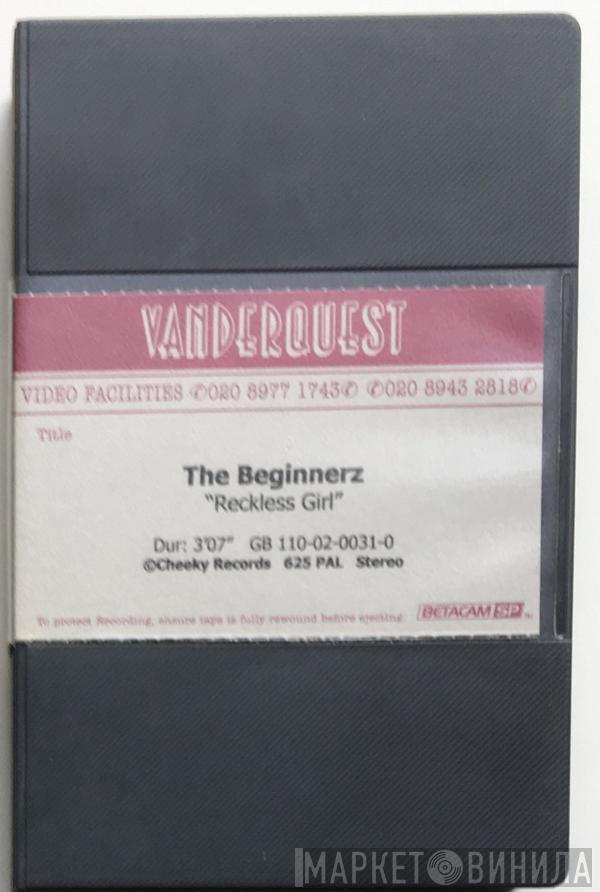 VANDERQUEST
VIDEO FACILITIES ✆020 8977 1743✆ ✆020 8943 2818✆
Title
The Beginnerz
"Reckless Girl"
Dur: 3'07" GB 110-02-0031-0
©Cheeky Records 625 PAL Stereo
To protect Recording, ensure tape is fully rewound before ejecting. BETACAM SP™
МАРКЕТ ВИНИЛА